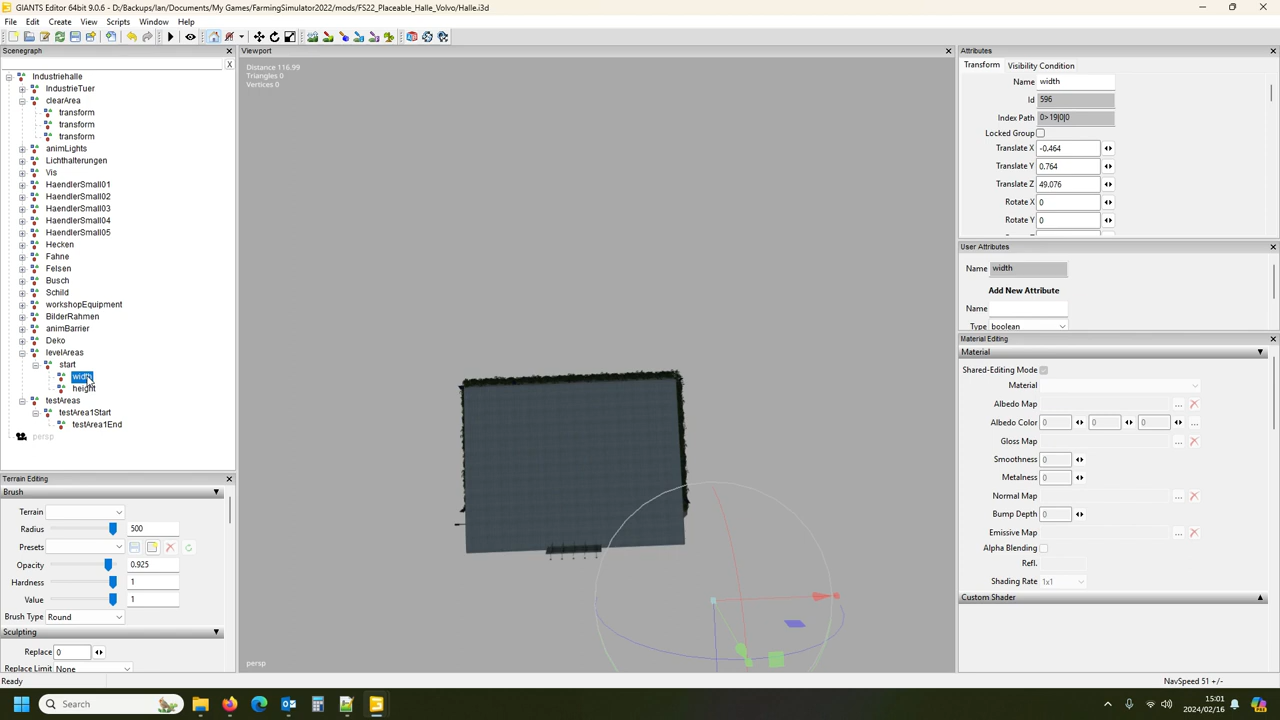 GIANTS Editor 64bit 9.0.6 - D:/Backups/Ian/Documents/My Games/FarmingSimulator2022/mods/FS22_Placeable_Halle_Volvo/Halle.i3d
File Edit Create View Scripts Window Help
Scenegraph
X
Industriehalle
IndustrieTuer
clearArea
transform
transform
transform
animLights
Lichthalterungen
Vis
HaendlerSmall01
HaendlerSmall02
HaendlerSmall03
HaendlerSmall04
HaendlerSmall05
Hecken
Fahne
Felsen
Busch
Schild
workshopEquipment
BilderRahmen
animBarrier
Deko
levelAreas
start
width
height
testAreas
testArea1Start
testArea1End
persp
Terrain Editing
Brush
Terrain
Radius 500
Presets
Opacity 0.925
Hardness 1
Value 1
Brush Type Round
Sculpting
Replace 0
Replace Limit None
Ready
Viewport
Distance 116.99
Triangles 0
Vertices 0
persp
Attributes
Transform Visibility Condition
Name width
Id 596
Index Path 0>19|0|0
Locked Group
Translate X -0.464
Translate Y 0.764
Translate Z 49.076
Rotate X 0
Rotate Y 0
User Attributes
Name width
Add New Attribute
Name
Type boolean
Material Editing
Material
Shared-Editing Mode
Material
Albedo Map
Albedo Color 0 0 0
Gloss Map
Smoothness 0
Metalness 0
Normal Map
Bump Depth 0
Emissive Map
Alpha Blending
Refl.
Shading Rate 1x1
Custom Shader
NavSpeed 51 +/-
Search
15:01
2024/02/16